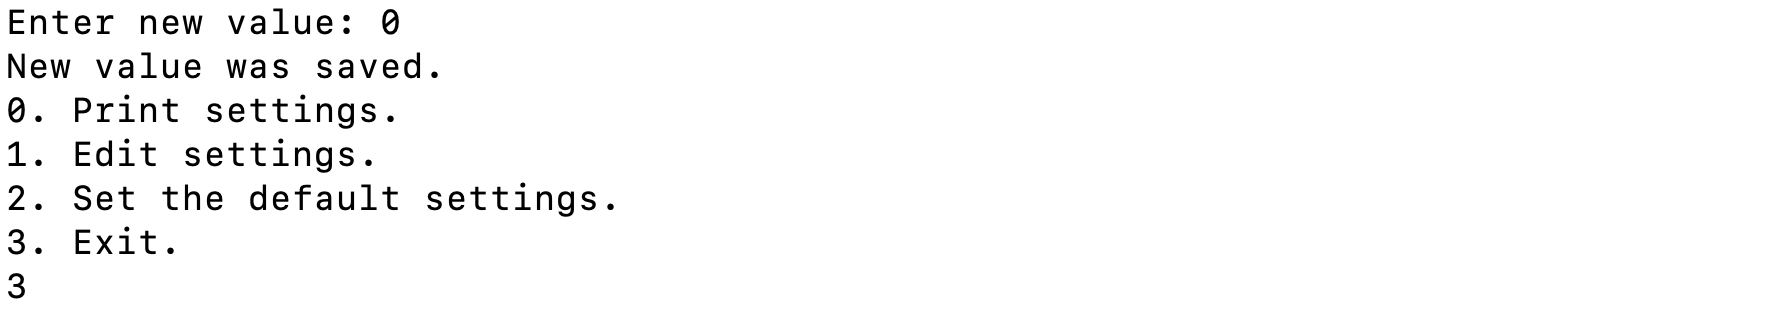 Enter new value: 0
New value was saved.
0. Print settings.
1. Edit settings.
2. Set the default settings.
3. Exit.
3